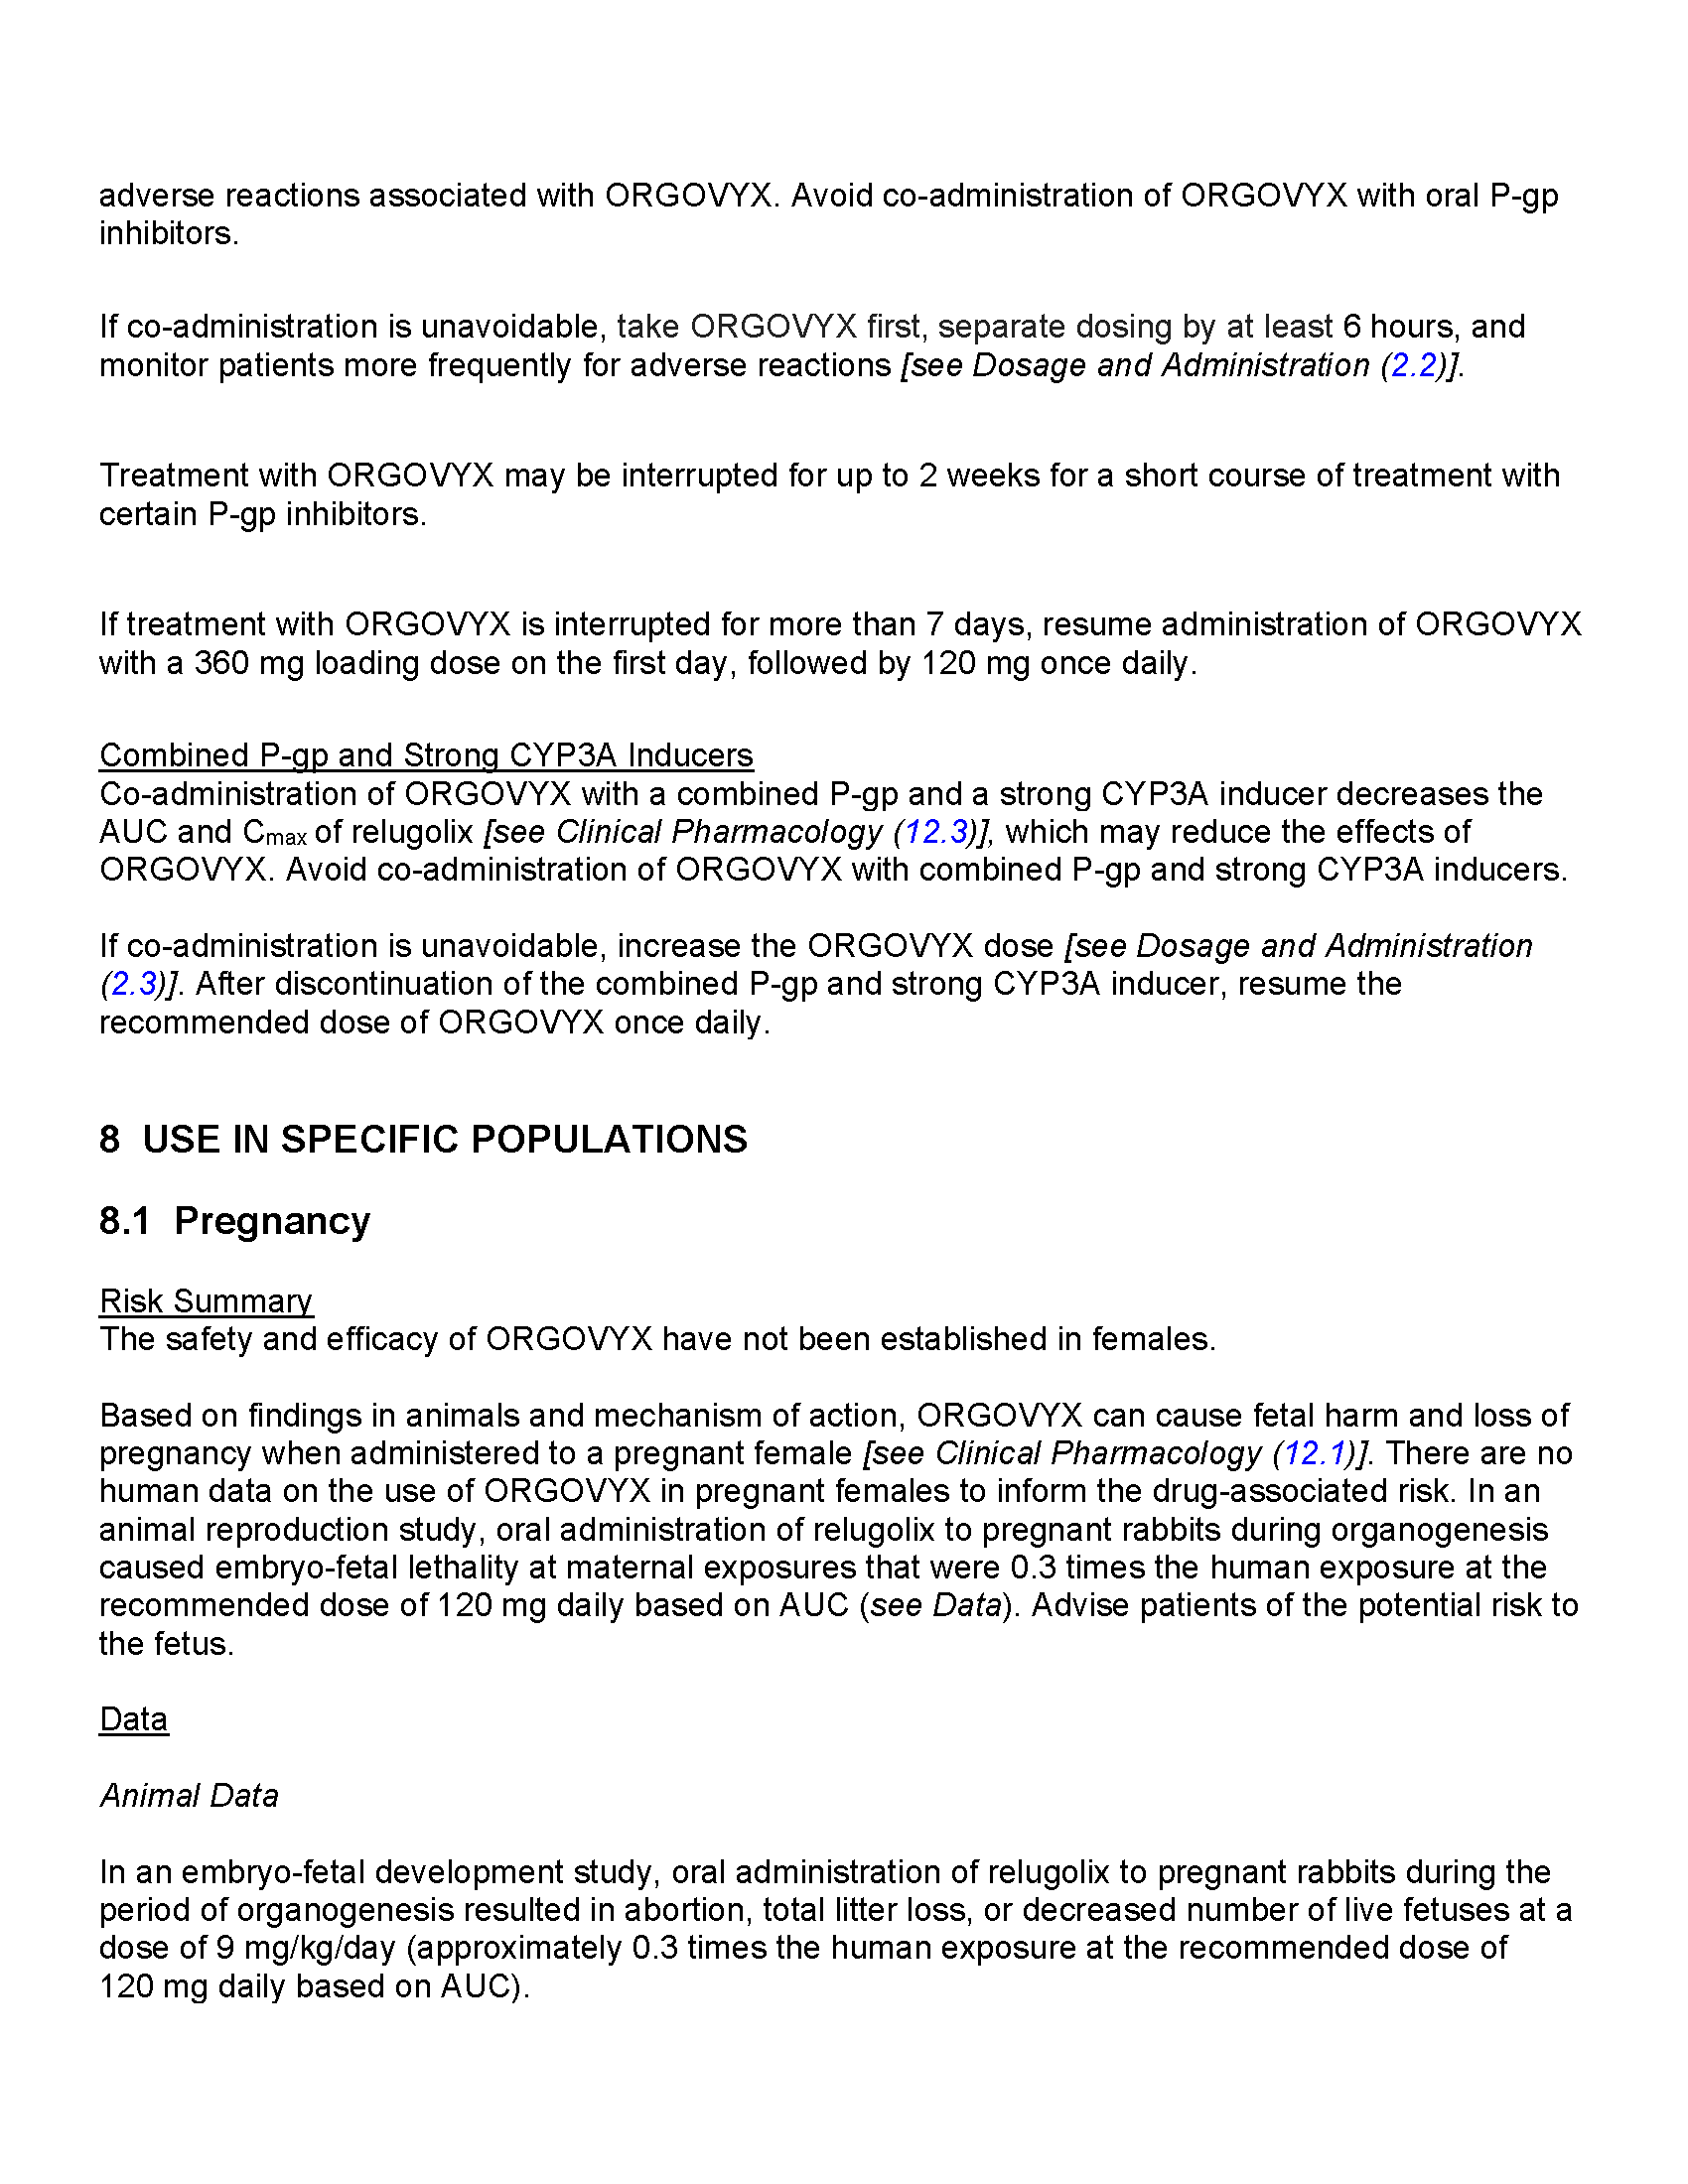 adverse reactions associated with ORGOVYX. Avoid co-administration of ORGOVYX with oral P-gp
inhibitors.
If co-administration is unavoidable, take ORGOVYX first, separate dosing by at least 6 hours, and
monitor patients more frequently for adverse reactions [see Dosage and Administration (2.2)].
Treatment with ORGOVYX may be interrupted for up to 2 weeks for a short course of treatment with
certain P-gp inhibitors.
If treatment with ORGOVYX is interrupted for more than 7 days, resume administration of ORGOVYX
with a 360 mg loading dose on the first day, followed by 120 mg once daily.
Combined P-gp and Strong CYP3A Inducers
Co-administration of ORGOVYX with a combined P-gp and a strong CYP3A inducer decreases the
AUC and Cmax of relugolix [see Clinical Pharmacology (12.3)], which may reduce the effects of
ORGOVYX. Avoid co-administration of ORGOVYX with combined P-gp and strong CYP3A inducers.
If co-administration is unavoidable, increase the ORGOVYX dose [see Dosage and Administration
(2.3)]. After discontinuation of the combined P-gp and strong CYP3A inducer, resume the
recommended dose of ORGOVYX once daily.
8 USE IN SPECIFIC POPULATIONS
8.1 Pregnancy
Risk Summary
The safety and efficacy of ORGOVYX have not been established in females.
Based on findings in animals and mechanism of action, ORGOVYX can cause fetal harm and loss of
pregnancy when administered to a pregnant female [see Clinical Pharmacology (12.1)]. There are no
human data on the use of ORGOVYX in pregnant females to inform the drug-associated risk. In an
animal reproduction study, oral administration of relugolix to pregnant rabbits during organogenesis
caused embryo-fetal lethality at maternal exposures that were 0.3 times the human exposure at the
recommended dose of 120 mg daily based on AUC (see Data). Advise patients of the potential risk to
the fetus.
Data
Animal Data
In an embryo-fetal development study, oral administration of relugolix to pregnant rabbits during the
period of organogenesis resulted in abortion, total litter loss, or decreased number of live fetuses at a
dose of 9 mg/kg/day (approximately 0.3 times the human exposure at the recommended dose of
120 mg daily based on AUC).